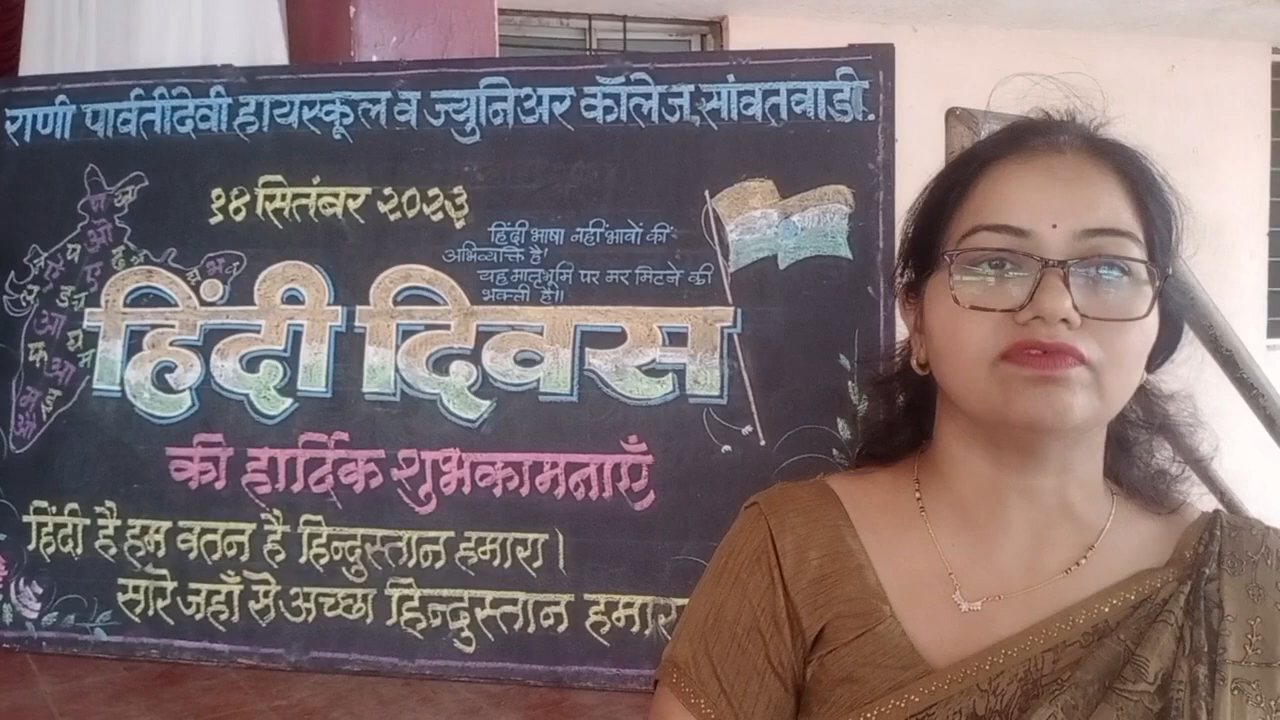 राणी पार्वतीदेवी हायस्कूल व ज्युनिअर कॉलेज, सांवतवाडी.
१४ सितंबर २०२३
हिंदी भाषा नहीं भावों की
अभिव्यक्ति है!
यह मातृभूमि पर मर मिटने की
भक्ती है॥
हिंदी दिवस
की हार्दिक शुभकामनाएँ
हिंदी है हम वतन है हिन्दुस्तान हमारा।
सारे जहाँ से अच्छा हिन्दुस्तान हमारा